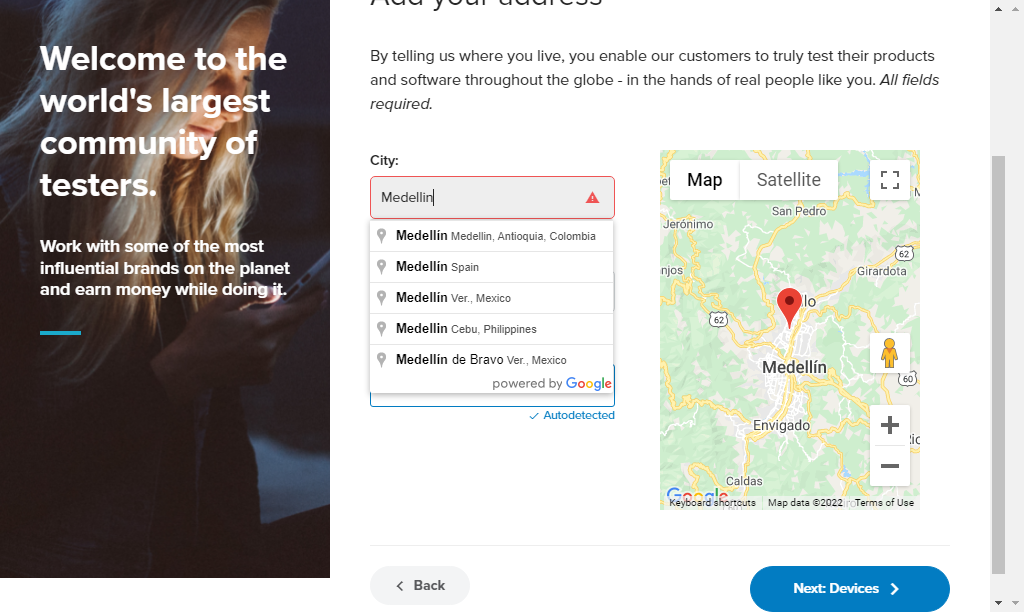 Add your address
Welcome to the
world's largest
community of
testers.
Work with some of the most
influential brands on the planet
and earn money while doing it.
By telling us where you live, you enable our customers to truly test their products
and software throughout the globe - in the hands of real people like you. All fields
required.
City:
Medellin
Medellín Medellin, Antioquia, Colombia
Medellín Spain
Medellín Ver., Mexico
Medellin Cebu, Philippines
Medellín de Bravo Ver., Mexico
powered by Google
Autodetected
Map
Satellite
San Pedro
Jerónimo
62
Girardota
62
Medellín
60
Envigado
Caldas
Google
Keyboard shortcuts
Map data ©2022
Terms of Use
Back
Next: Devices